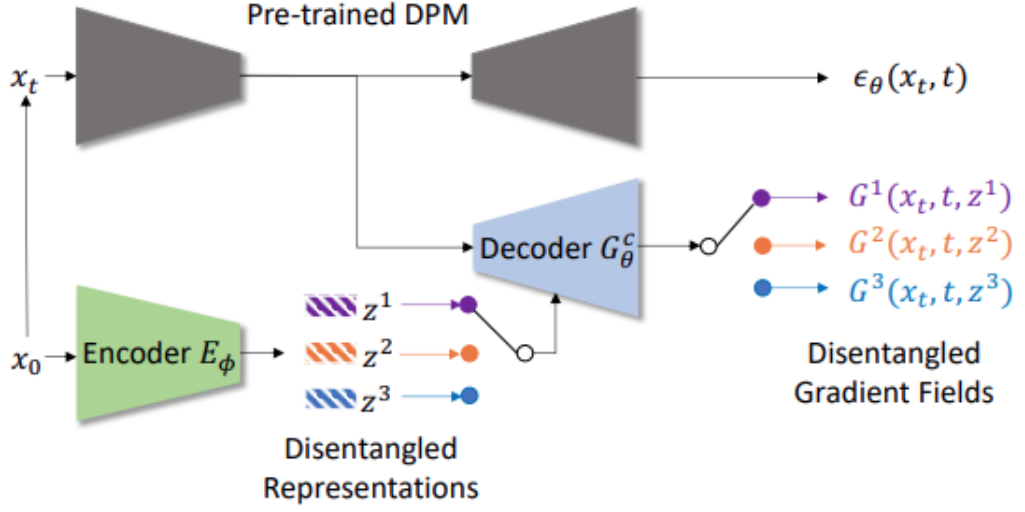 Pre-trained DPM
x_t
ϵ_θ(x_t, t)
G^1(x_t, t, z^1)
Decoder G_θ^c
G^2(x_t, t, z^2)
G^3(x_t, t, z^3)
z^1
x_0
Encoder E_ϕ
z^2
z^3
Disentangled
Gradient Fields
Disentangled
Representations